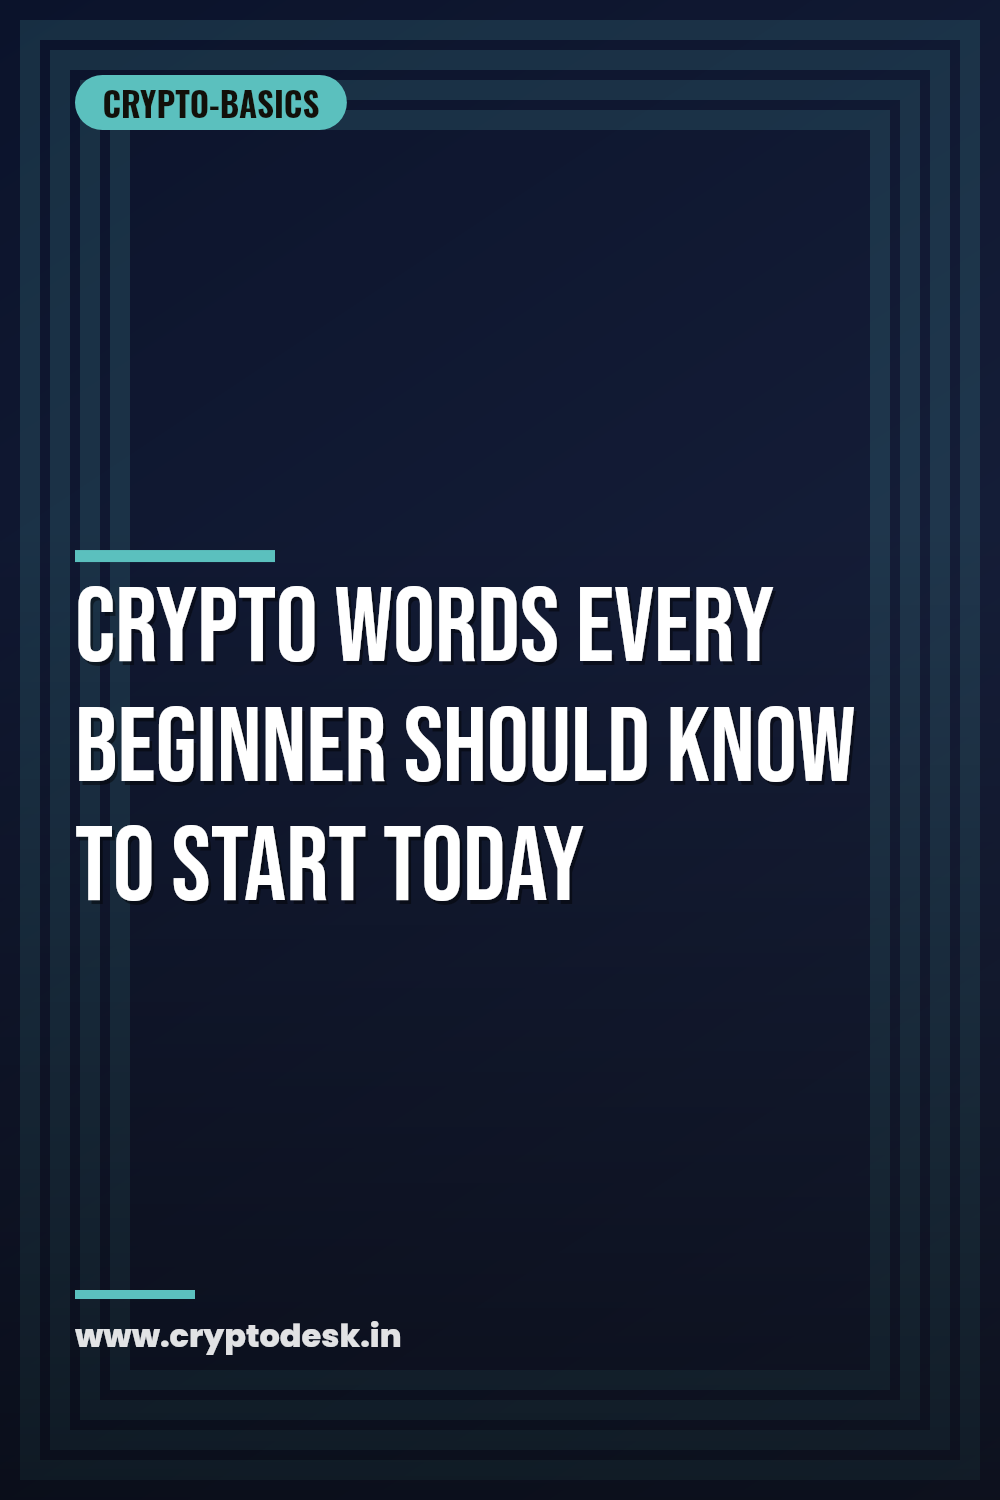 CRYPTO-BASICS
CRYPTO WORDS EVERY
BEGINNER SHOULD KNOW
TO START TODAY
www.cryptodesk.in